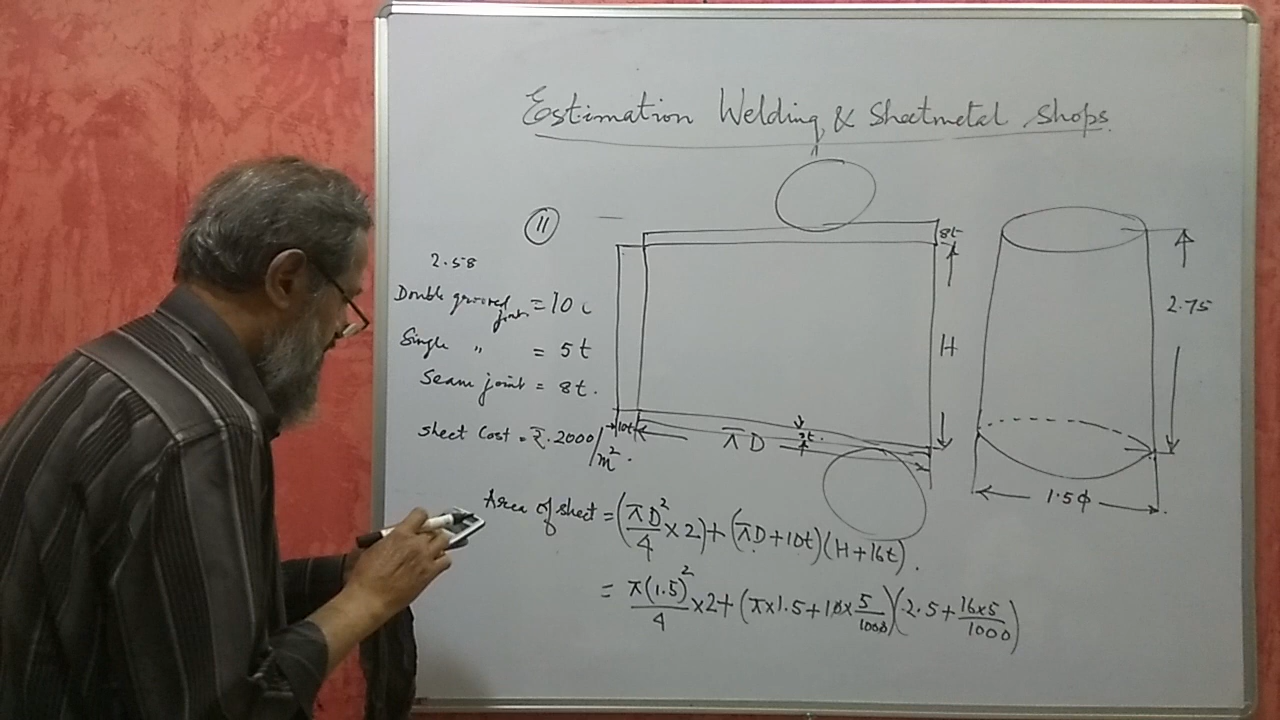 Estimation Welding & Sheetmetal Shops.
11
2.58
Double grooved joint = 10 t
Single " = 5 t
Seam joint = 8t.
Sheet Cost = ₹.2000/m².
8t
H
10t
πD
8t.
2.75
1.5φ
Area of sheet = (πD²/4 × 2) + (πD + 10t)(H + 16t).
= π(1.5)²/4 × 2 + (π × 1.5 + 10 × 5/1000)(2.5 + 16×5/1000)